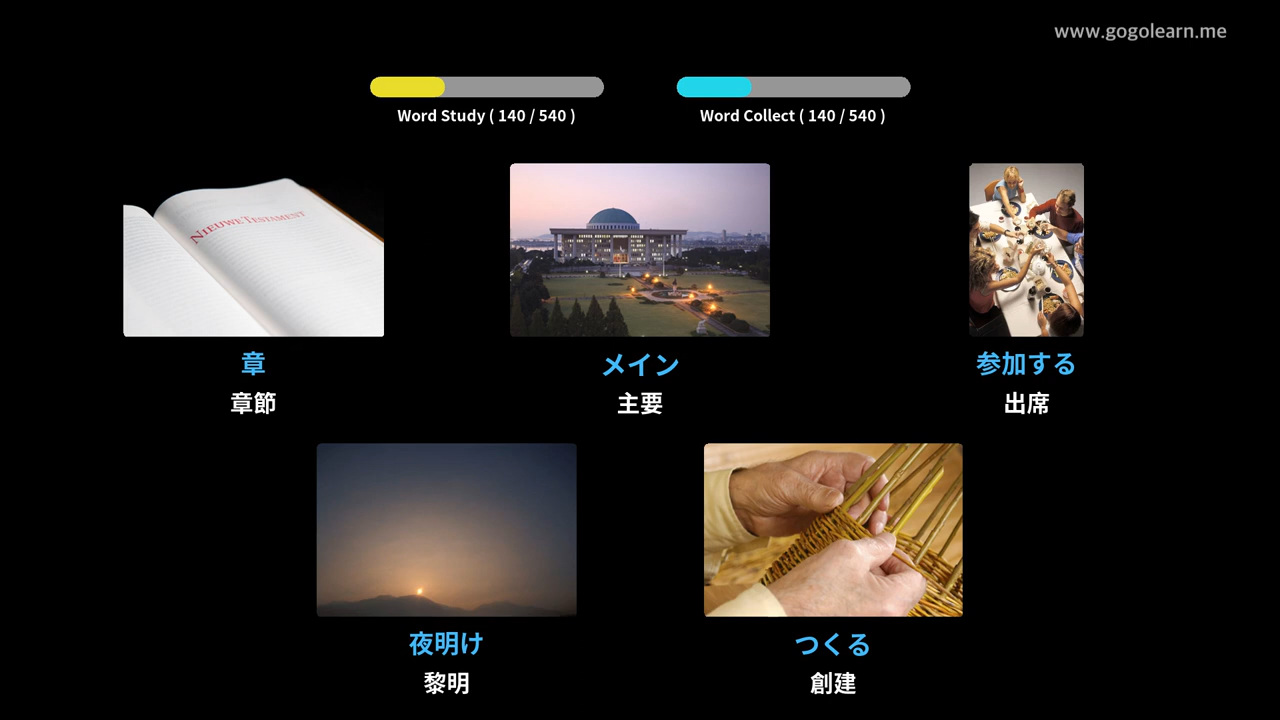 www.gogolearn.me
Word Study ( 140 / 540 )
Word Collect ( 140 / 540 )
NIEUWE TESTAMENT
章
章節
メイン
主要
参加する
出席
夜明け
黎明
つくる
創建